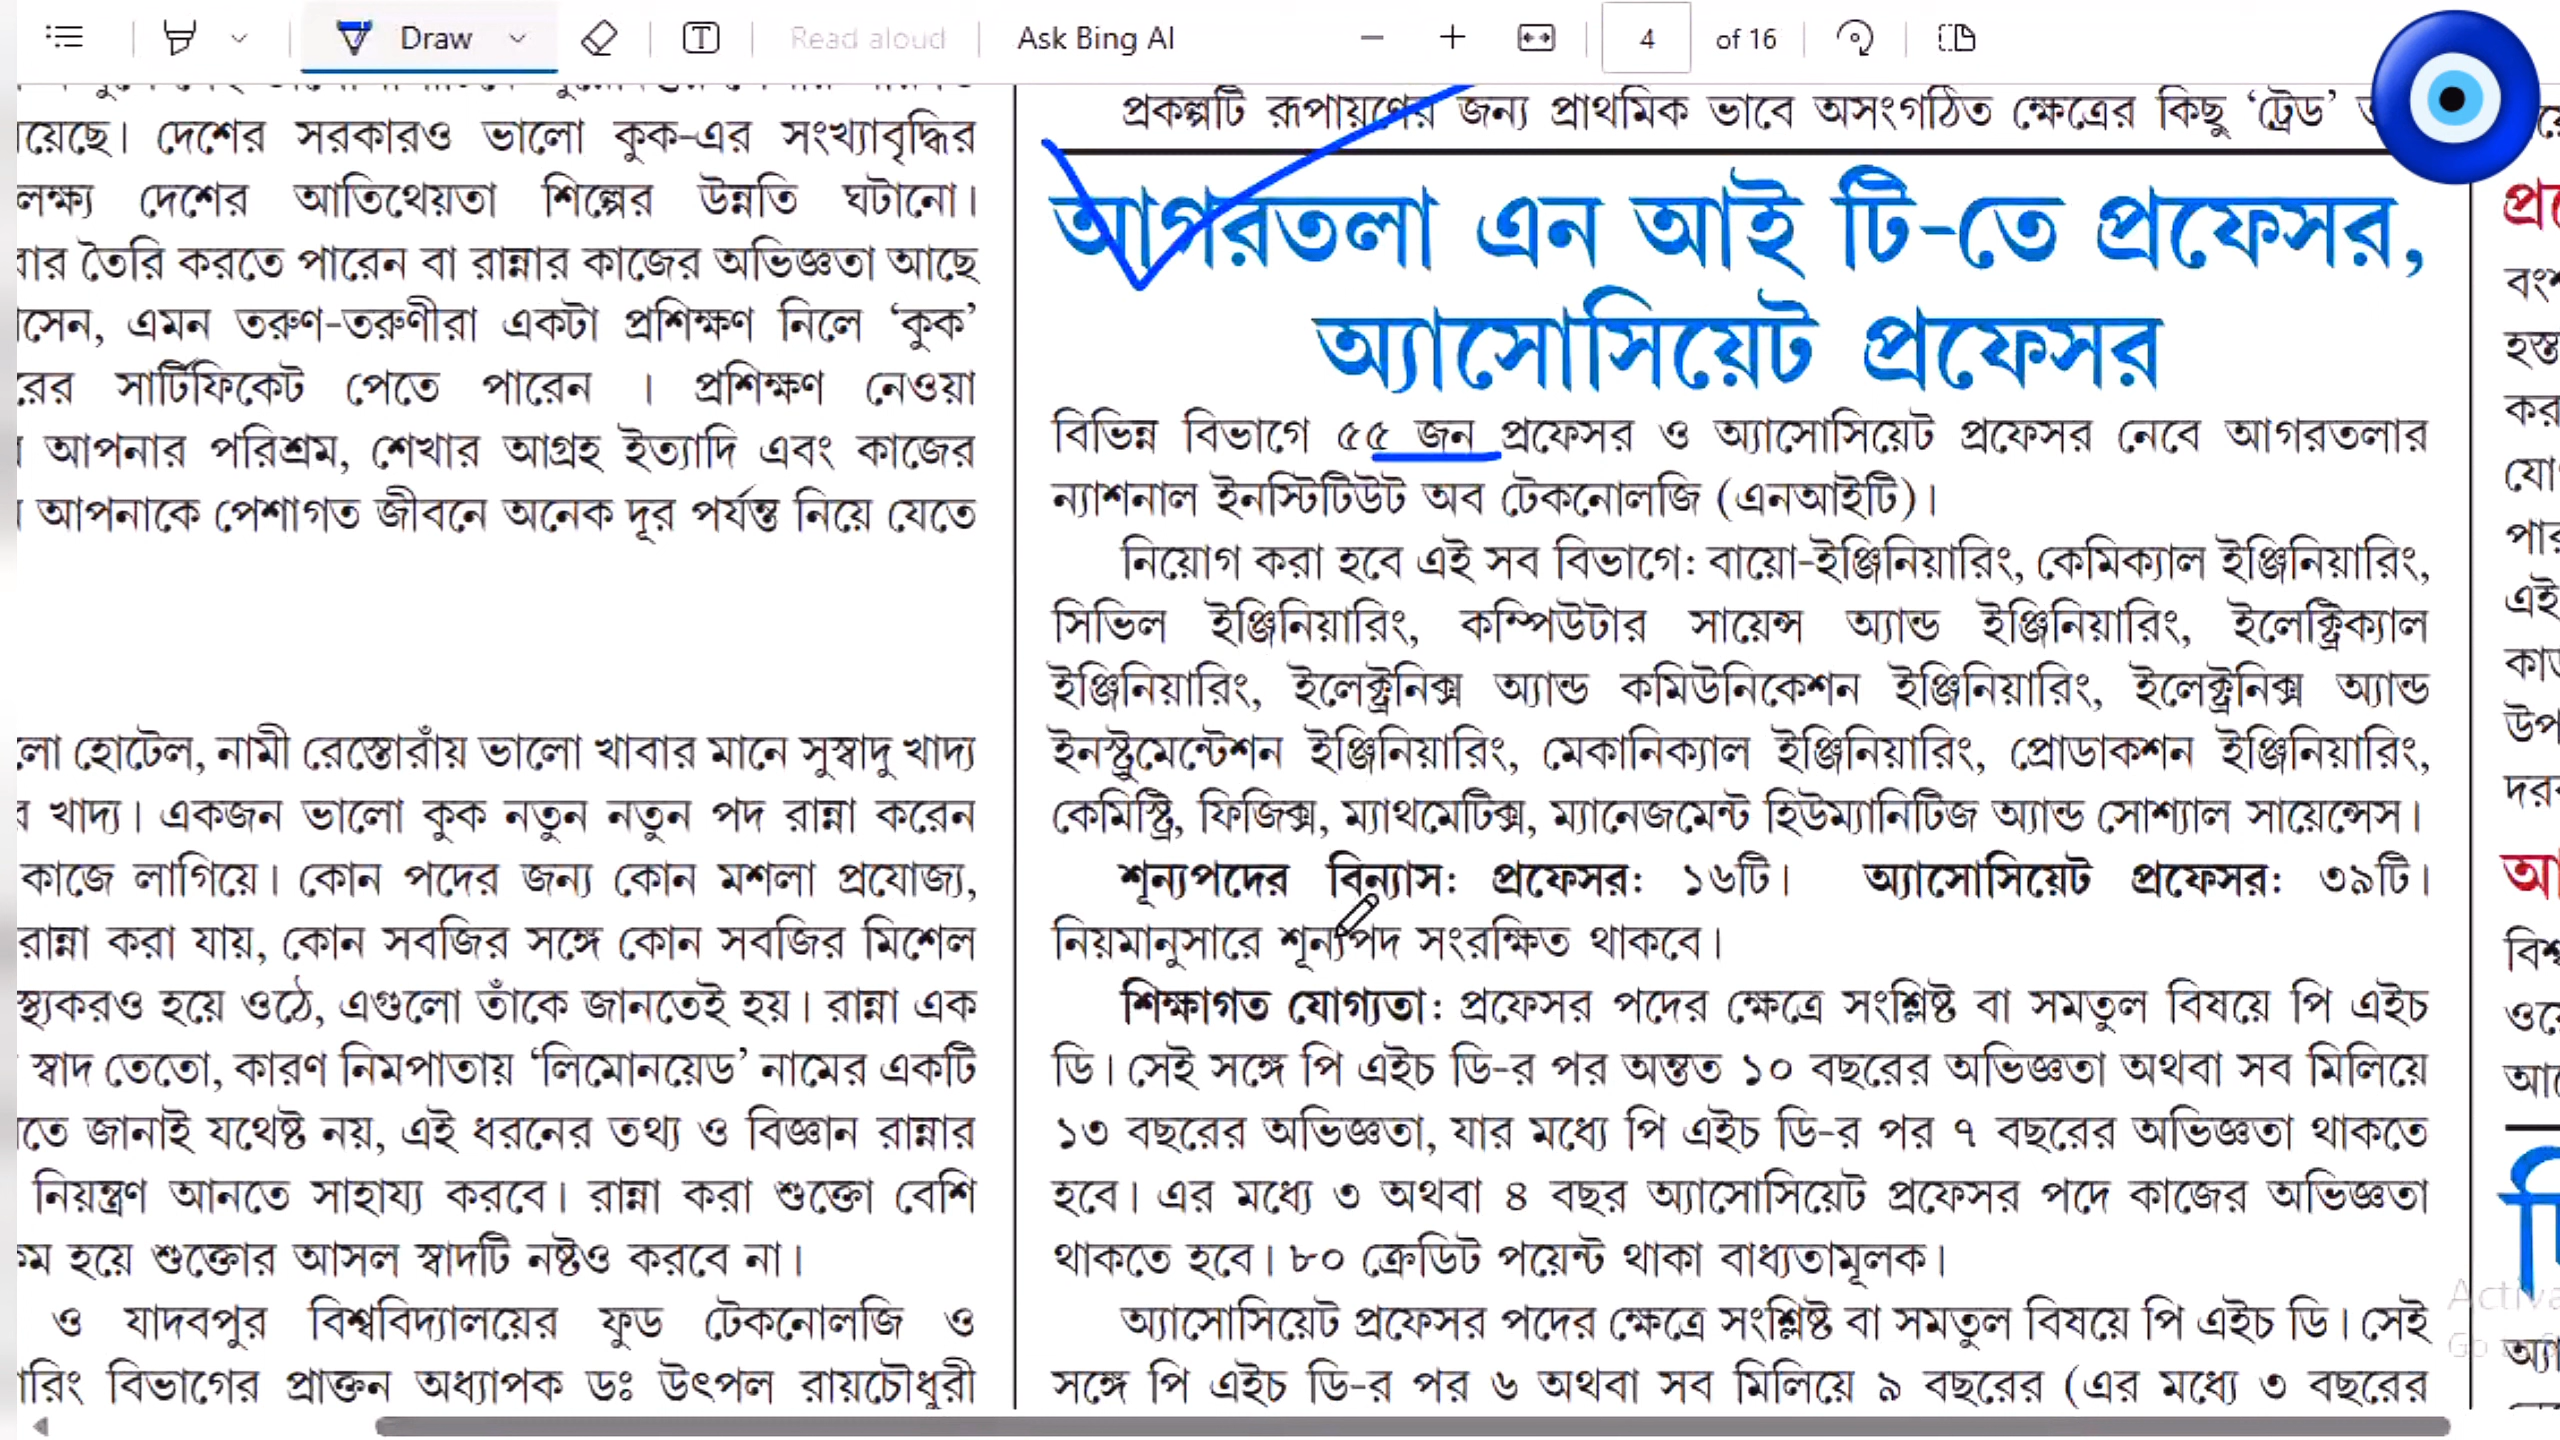 Draw
Read aloud
Ask Bing AI
4
of 16
য়েছে। দেশের সরকারও ভালো কুক-এর সংখ্যাবৃদ্ধির
লক্ষ্য দেশের আতিথেয়তা শিল্পের উন্নতি ঘটানো।
বার তৈরি করতে পারেন বা রান্নার কাজের অভিজ্ঞতা আছে
সেন, এমন তরুণ-তরুণীরা একটা প্রশিক্ষণ নিলে ‘কুক’
রের সার্টিফিকেট পেতে পারেন । প্রশিক্ষণ নেওয়া
আপনার পরিশ্রম, শেখার আগ্রহ ইত্যাদি এবং কাজের
আপনাকে পেশাগত জীবনে অনেক দূর পর্যন্ত নিয়ে যেতে
লো হোটেল, নামী রেস্তোরাঁয় ভালো খাবার মানে সুস্বাদু খাদ্য
খাদ্য। একজন ভালো কুক নতুন নতুন পদ রান্না করেন
কাজে লাগিয়ে। কোন পদের জন্য কোন মশলা প্রযোজ্য,
রান্না করা যায়, কোন সবজির সঙ্গে কোন সবজির মিশেল
স্থ্যকরও হয়ে ওঠে, এগুলো তাঁকে জানতেই হয়। রান্না এক
স্বাদ তেতো, কারণ নিমপাতায় ‘লিমোনয়েড’ নামের একটি
তে জানাই যথেষ্ট নয়, এই ধরনের তথ্য ও বিজ্ঞান রান্নার
নিয়ন্ত্রণ আনতে সাহায্য করবে। রান্না করা শুক্তো বেশি
হয়ে শুক্তোর আসল স্বাদটি নষ্টও করবে না।
ও যাদবপুর বিশ্ববিদ্যালয়ের ফুড টেকনোলজি ও
রিং বিভাগের প্রাক্তন অধ্যাপক ডঃ উৎপল রায়চৌধুরী
প্রকল্পটি রূপায়ণের জন্য প্রাথমিক ভাবে অসংগঠিত ক্ষেত্রের কিছু ‘ট্রেড’
আগরতলা এন আই টি-তে প্রফেসর,
অ্যাসোসিয়েট প্রফেসর
বিভিন্ন বিভাগে ৫৫ জন প্রফেসর ও অ্যাসোসিয়েট প্রফেসর নেবে আগরতলার
ন্যাশনাল ইনস্টিটিউট অব টেকনোলজি (এনআইটি)।
নিয়োগ করা হবে এই সব বিভাগে: বায়ো-ইঞ্জিনিয়ারিং, কেমিক্যাল ইঞ্জিনিয়ারিং,
সিভিল ইঞ্জিনিয়ারিং, কম্পিউটার সায়েন্স অ্যান্ড ইঞ্জিনিয়ারিং, ইলেক্ট্রিক্যাল
ইঞ্জিনিয়ারিং, ইলেক্ট্রনিক্স অ্যান্ড কমিউনিকেশন ইঞ্জিনিয়ারিং, ইলেক্ট্রনিক্স অ্যান্ড
ইনস্ট্রুমেন্টেশন ইঞ্জিনিয়ারিং, মেকানিক্যাল ইঞ্জিনিয়ারিং, প্রোডাকশন ইঞ্জিনিয়ারিং,
কেমিস্ট্রি, ফিজিক্স, ম্যাথমেটিক্স, ম্যানেজমেন্ট হিউম্যানিটিজ অ্যান্ড সোশ্যাল সায়েন্সেস।
শূন্যপদের বিন্যাস: প্রফেসর: ১৬টি। অ্যাসোসিয়েট প্রফেসর: ৩৯টি।
নিয়মানুসারে শূন্যপদ সংরক্ষিত থাকবে।
শিক্ষাগত যোগ্যতা: প্রফেসর পদের ক্ষেত্রে সংশ্লিষ্ট বা সমতুল বিষয়ে পি এইচ
ডি। সেই সঙ্গে পি এইচ ডি-র পর অন্তত ১০ বছরের অভিজ্ঞতা অথবা সব মিলিয়ে
১৩ বছরের অভিজ্ঞতা, যার মধ্যে পি এইচ ডি-র পর ৭ বছরের অভিজ্ঞতা থাকতে
হবে। এর মধ্যে ৩ অথবা ৪ বছর অ্যাসোসিয়েট প্রফেসর পদে কাজের অভিজ্ঞতা
থাকতে হবে। ৮০ ক্রেডিট পয়েন্ট থাকা বাধ্যতামূলক।
অ্যাসোসিয়েট প্রফেসর পদের ক্ষেত্রে সংশ্লিষ্ট বা সমতুল বিষয়ে পি এইচ ডি। সেই
সঙ্গে পি এইচ ডি-র পর ৬ অথবা সব মিলিয়ে ৯ বছরের (এর মধ্যে ৩ বছরের
এই